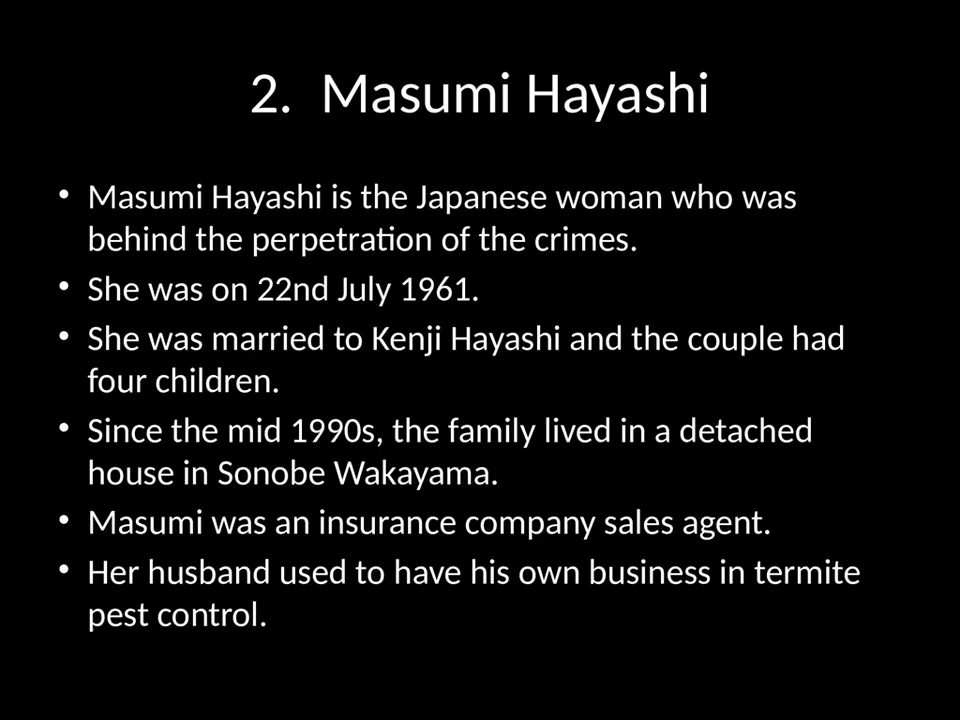 2. Masumi Hayashi
• Masumi Hayashi is the Japanese woman who was
behind the perpetration of the crimes.
• She was on 22nd July 1961.
• She was married to Kenji Hayashi and the couple had
four children.
• Since the mid 1990s, the family lived in a detached
house in Sonobe Wakayama.
• Masumi was an insurance company sales agent.
• Her husband used to have his own business in termite
pest control.